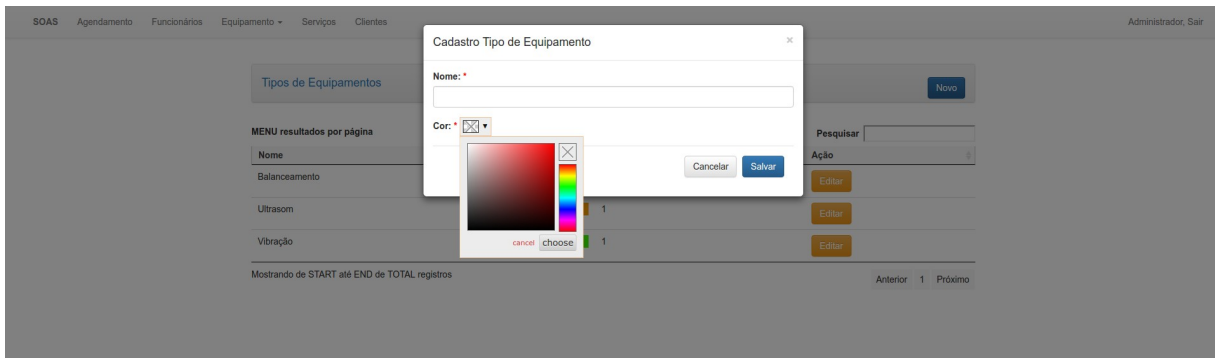 SOAS Agendamento Funcionários Equipamento Serviços Clientes Administrador, Sair
Cadastro Tipo de Equipamento ×
Tipos de Equipamentos Novo
Nome: *
MENU resultados por página Pesquisar
Cor: *
Nome Ação
Cancelar Salvar
Balanceamento Editar
Ultrasom 1 Editar
Vibração 1 Editar
cancel choose
Mostrando de START até END de TOTAL registros
Anterior 1 Próximo